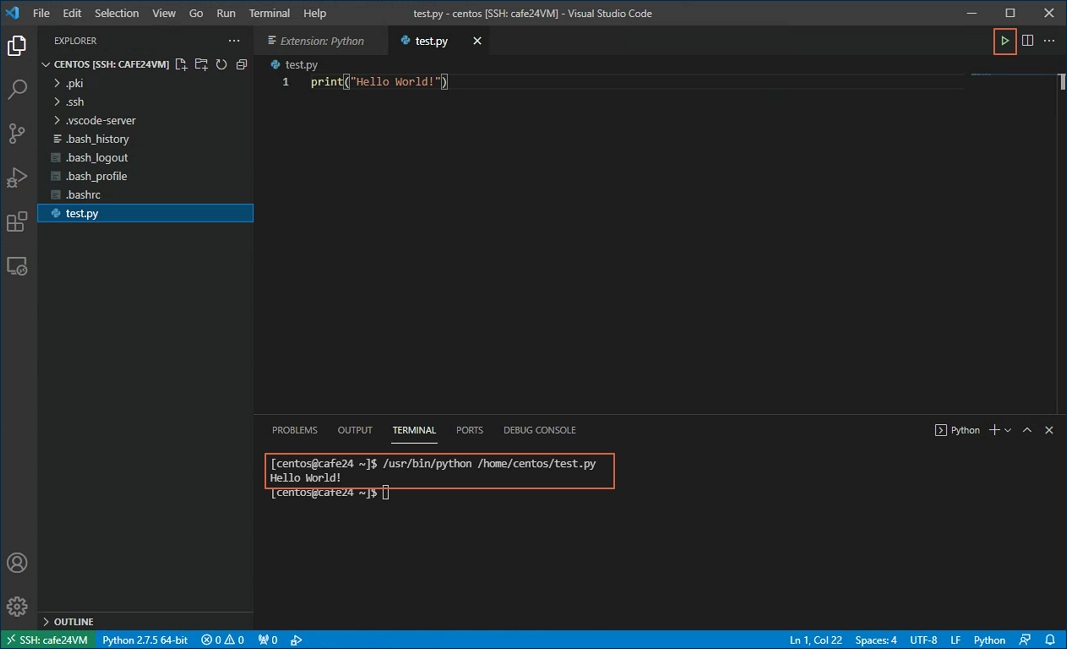 File Edit Selection View Go Run Terminal Help test.py - centos [SSH: cafe24VM] - Visual Studio Code
EXPLORER
CENTOS [SSH: CAFE24VM]
.pki
.ssh
.vscode-server
.bash_history
.bash_logout
.bash_profile
.bashrc
test.py
OUTLINE
Extension: Python test.py
test.py
1 print("Hello World!")
PROBLEMS OUTPUT TERMINAL PORTS DEBUG CONSOLE Python
[centos@cafe24 ~]$ /usr/bin/python /home/centos/test.py
Hello World!
[centos@cafe24 ~]$
SSH: cafe24VM Python 2.7.5 64-bit 0 0 0 Ln 1, Col 22 Spaces: 4 UTF-8 LF Python